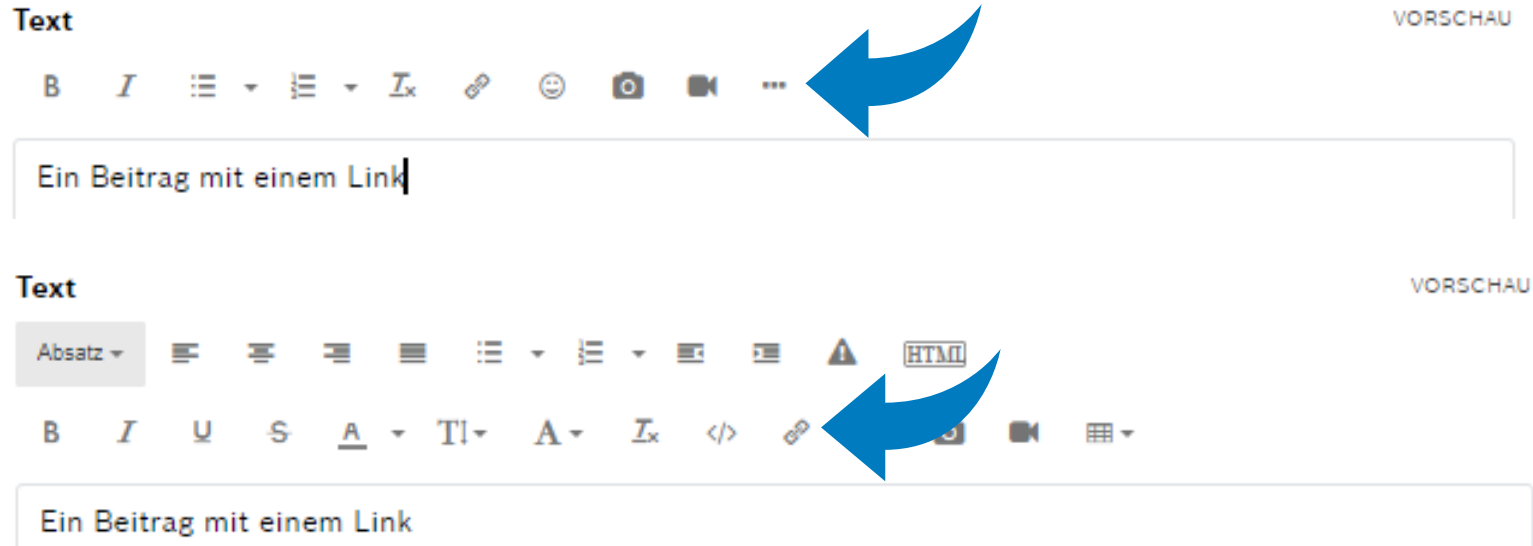 Text
VORSCHAU
B I
Ein Beitrag mit einem Link
Text
VORSCHAU
Absatz
HTML
B I U S A T A </>
Ein Beitrag mit einem Link